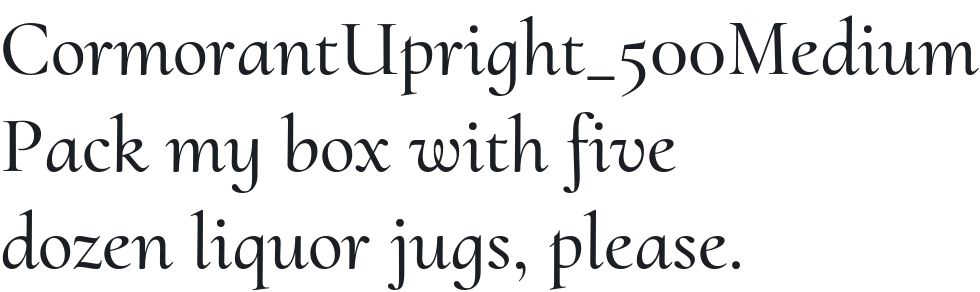 CormorantUpright_500Medium
Pack my box with five
dozen liquor jugs, please.